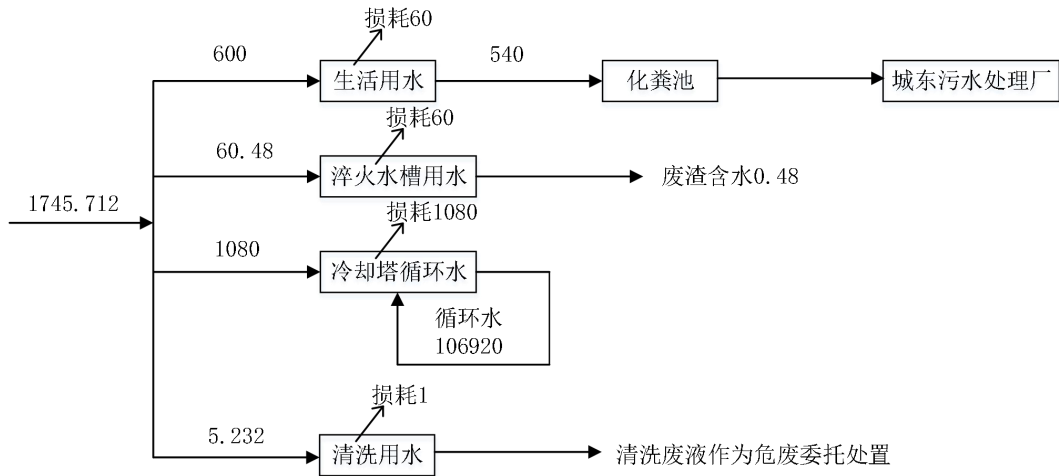 损耗60
600
生活用水
540
化粪池
城东污水处理厂
损耗60
60.48
淬火水槽用水
废渣含水0.48
1745.712
损耗1080
1080
冷却塔循环水
循环水
106920
损耗1
5.232
清洗用水
清洗废液作为危废委托处置